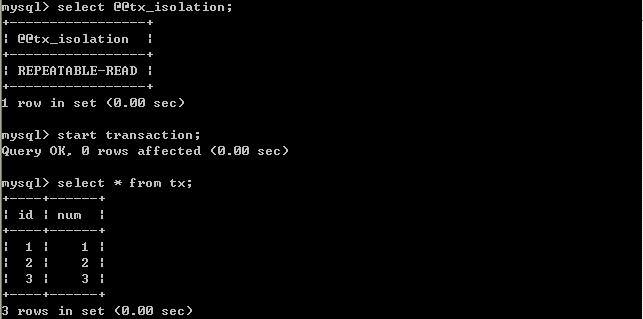 mysql> select @@tx_isolation;
+-----------------+
| @@tx_isolation  |
+-----------------+
| REPEATABLE-READ |
+-----------------+
1 row in set (0.00 sec)

mysql> start transaction;
Query OK, 0 rows affected (0.00 sec)

mysql> select * from tx;
+----+------+
| id | num  |
+----+------+
|  1 |    1 |
|  2 |    2 |
|  3 |    3 |
+----+------+
3 rows in set (0.00 sec)